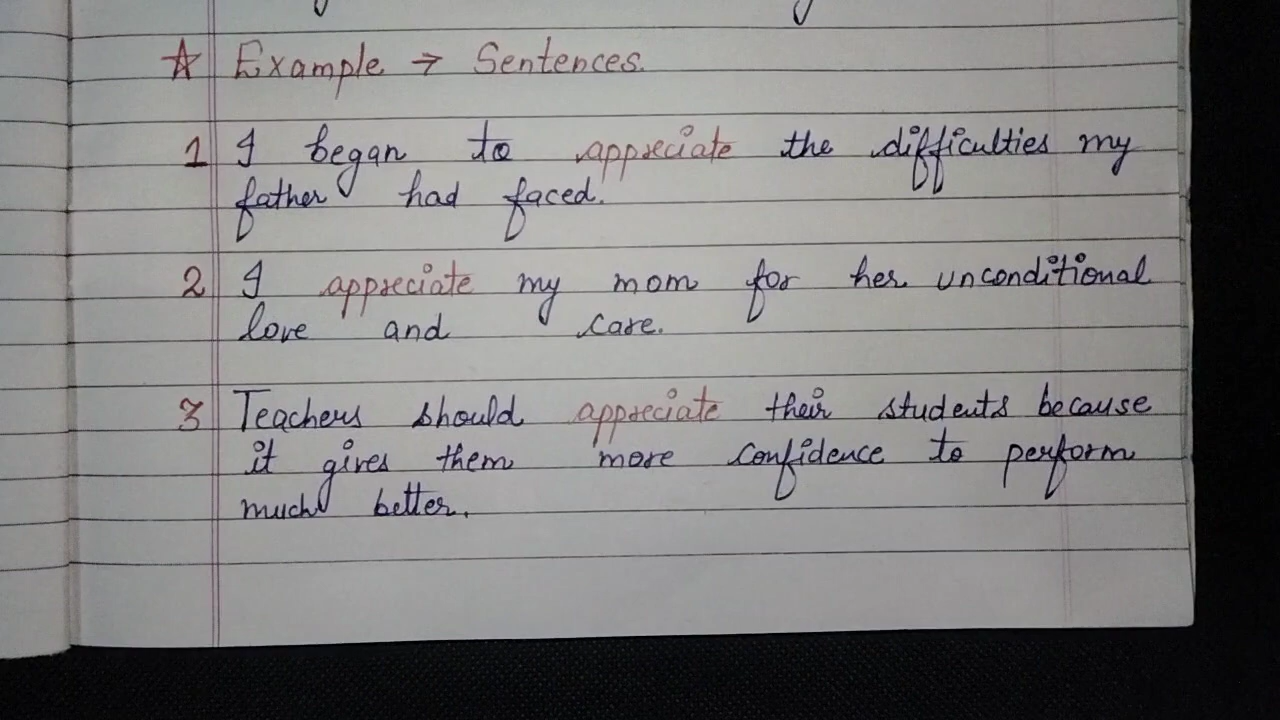 ☆ Example → Sentences.
1 I began to appreciate the difficulties my
father had faced.
2 I appreciate my mom for her unconditional
love and care.
3 Teachers should appreciate their students because
it gives them more confidence to perform
much better.